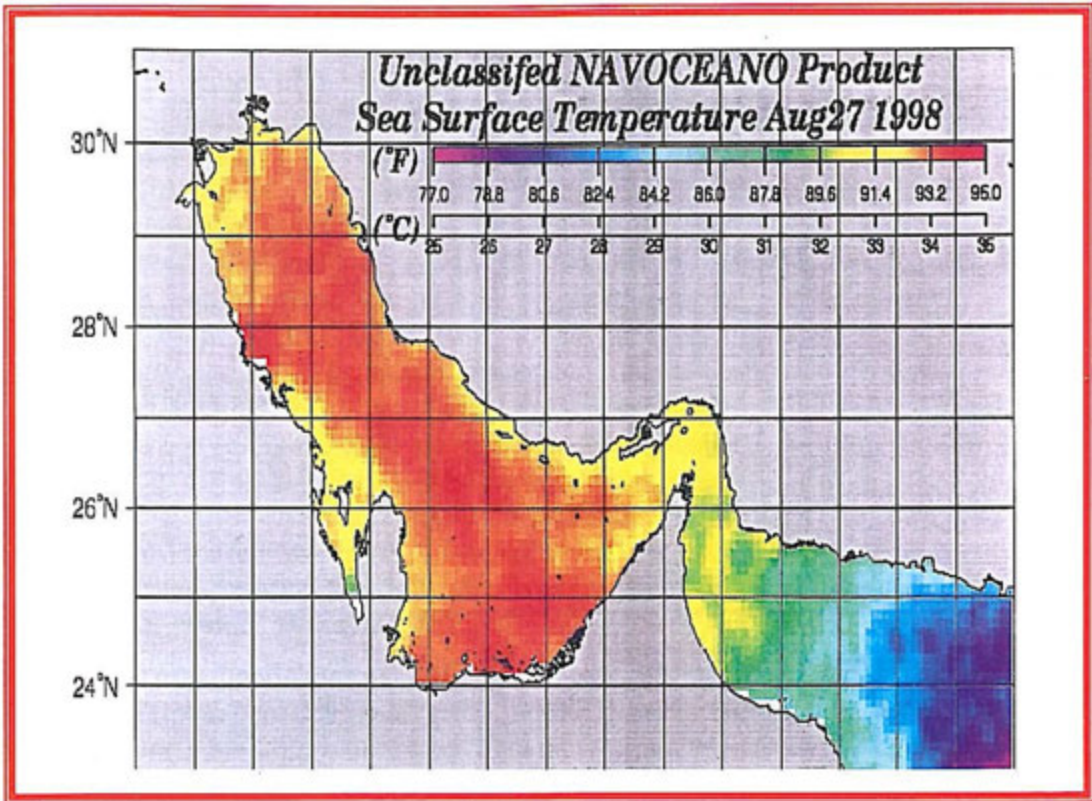 Unclassifed NAVOCEANO Product
Sea Surface Temperature Aug27 1998
(°F)
77.0 78.8 80.6 82.4 84.2 86.0 87.8 89.6 91.4 93.2 95.0
(°C)
25 26 27 28 29 30 31 32 33 34 35
30°N
28°N
26°N
24°N